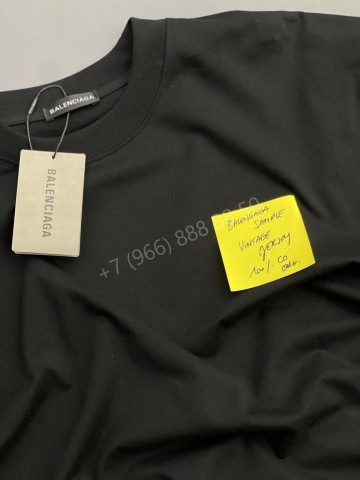 BALENCIAGA
BALENCIAGA
BALENCIAGA
SAMPLE
VINTAGE
JERSEY
100% CO
+7 (966) 888